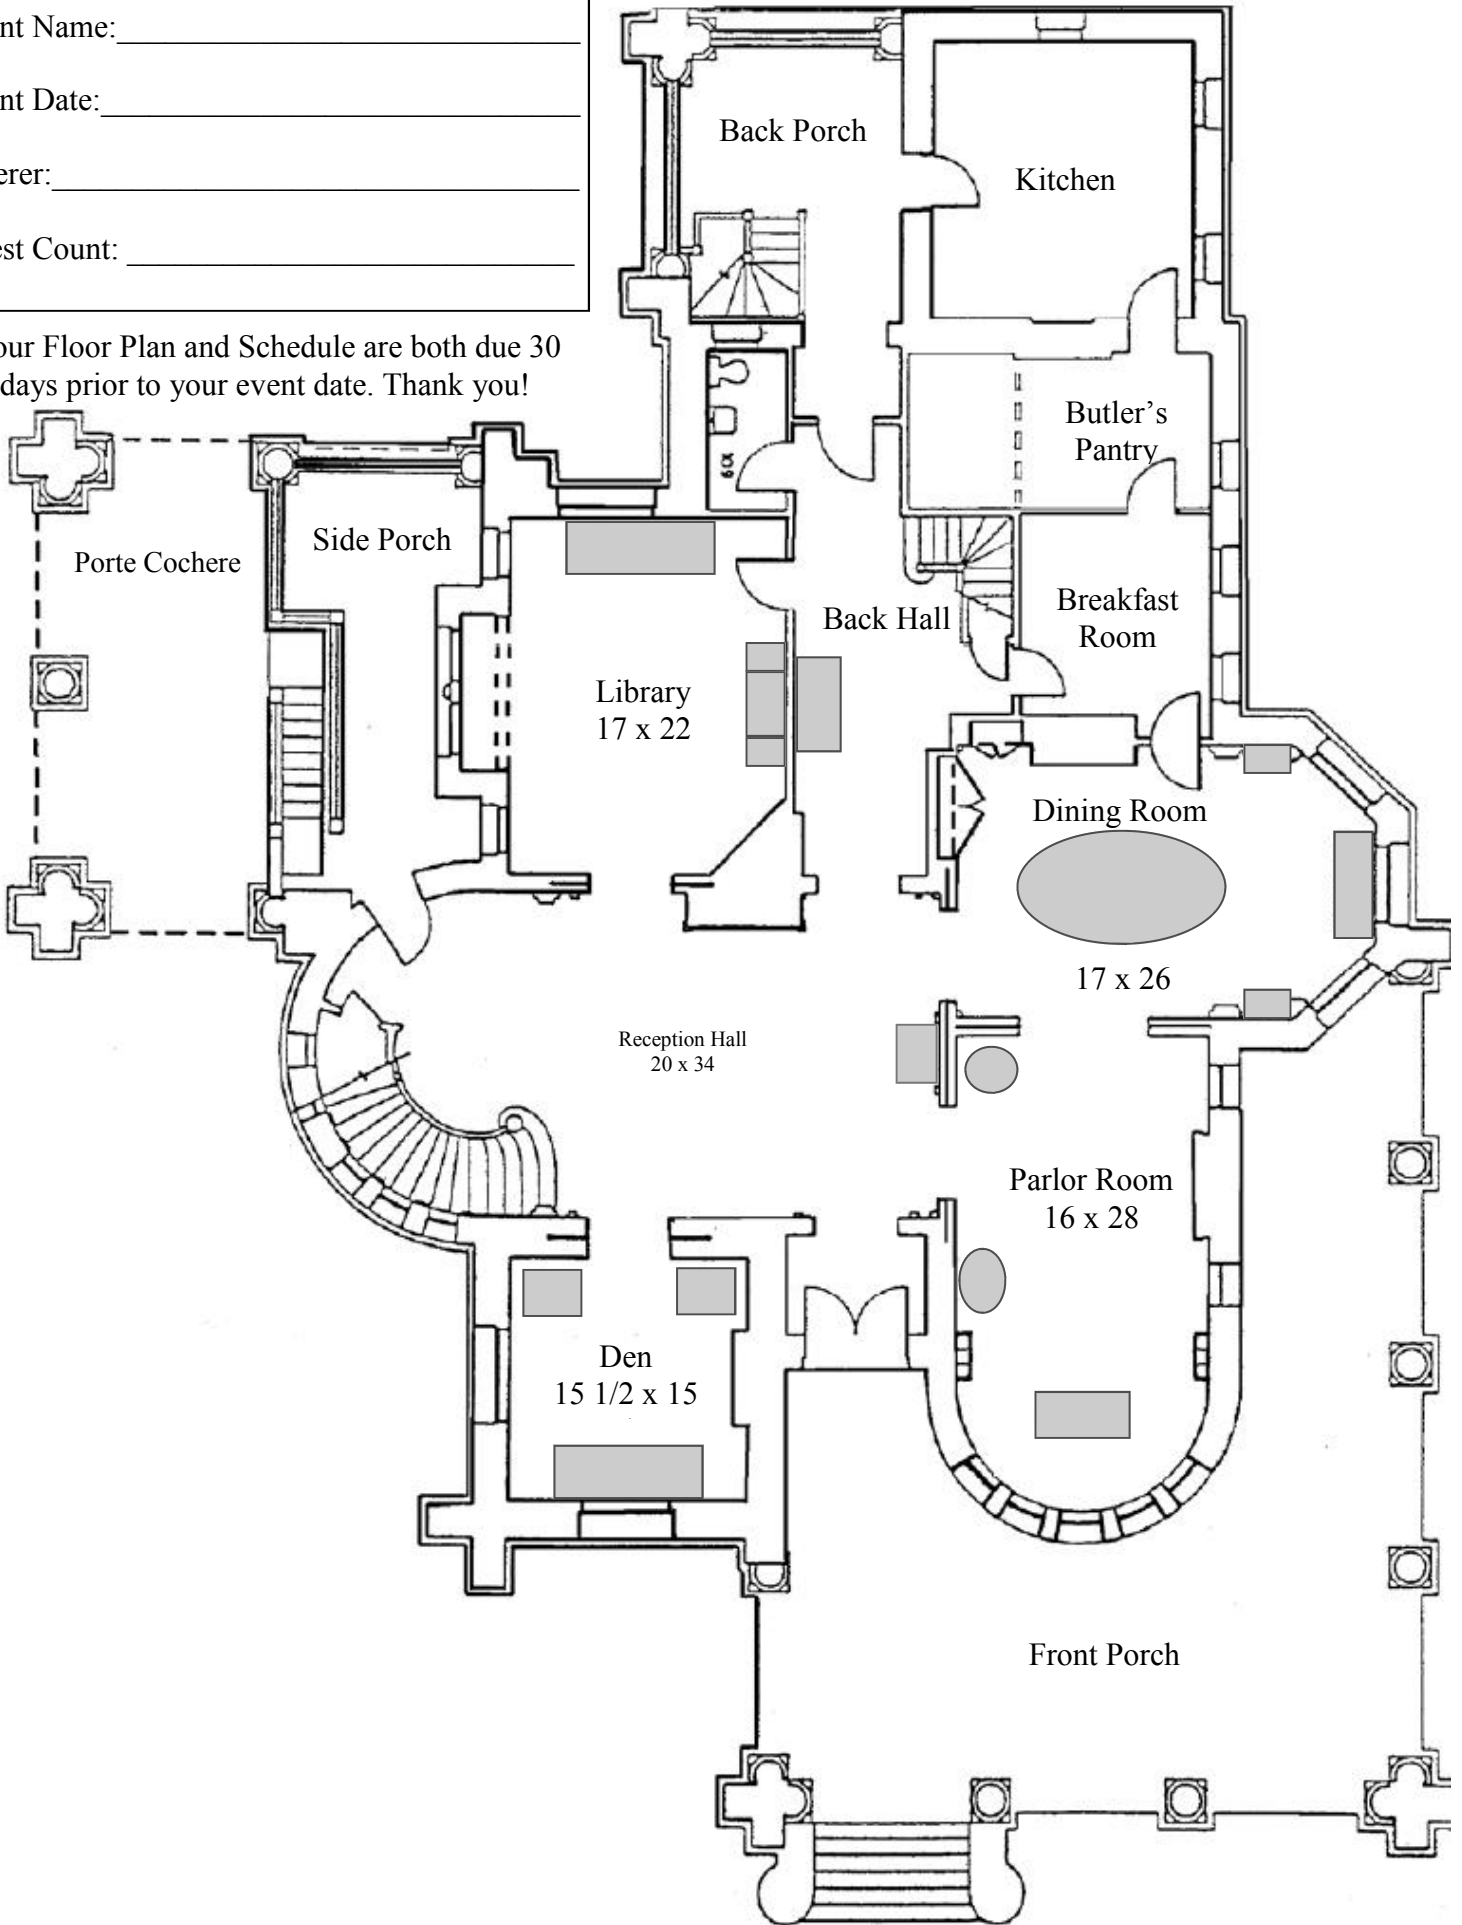 nt Name:
nt Date:
erer:
est Count:
our Floor Plan and Schedule are both due 30
days prior to your event date. Thank you!
Back Porch
Kitchen
Butler’s
Pantry
Side Porch
Porte Cochere
Back Hall
Breakfast
Room
Library
17 x 22
Dining Room
17 x 26
Reception Hall
20 x 34
Parlor Room
16 x 28
Den
15 1/2 x 15
Front Porch